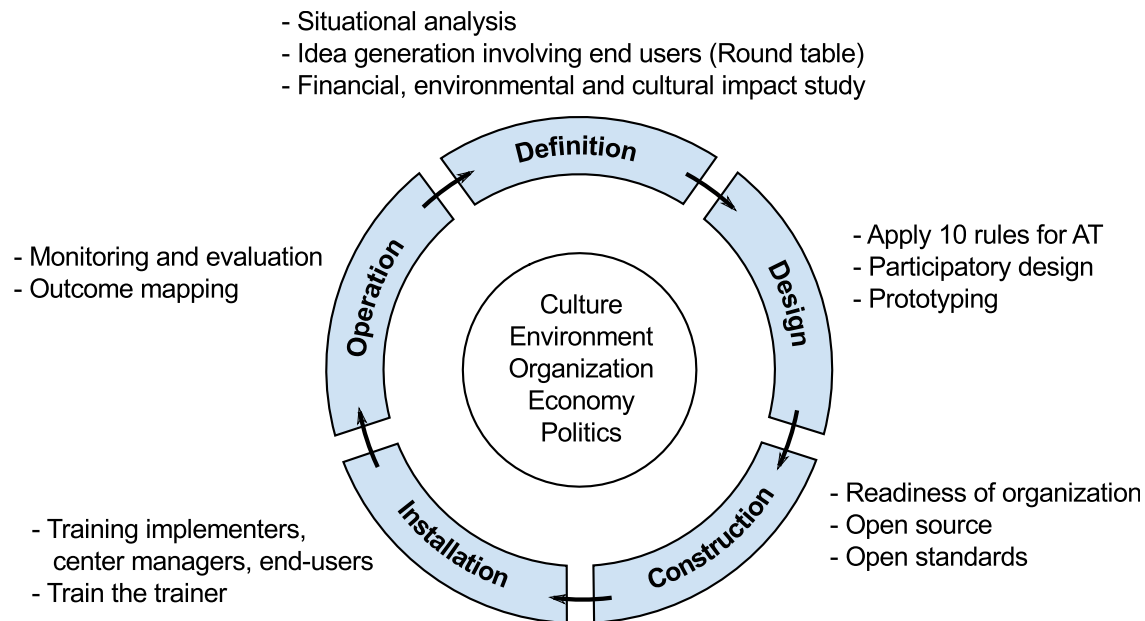 - Situational analysis
- Idea generation involving end users (Round table)
- Financial, environmental and cultural impact study
Definition
Design
- Apply 10 rules for AT
- Participatory design
- Prototyping
Construction
- Readiness of organization
- Open source
- Open standards
Installation
- Training implementers,
center managers, end-users
- Train the trainer
Operation
- Monitoring and evaluation
- Outcome mapping
Culture
Environment
Organization
Economy
Politics